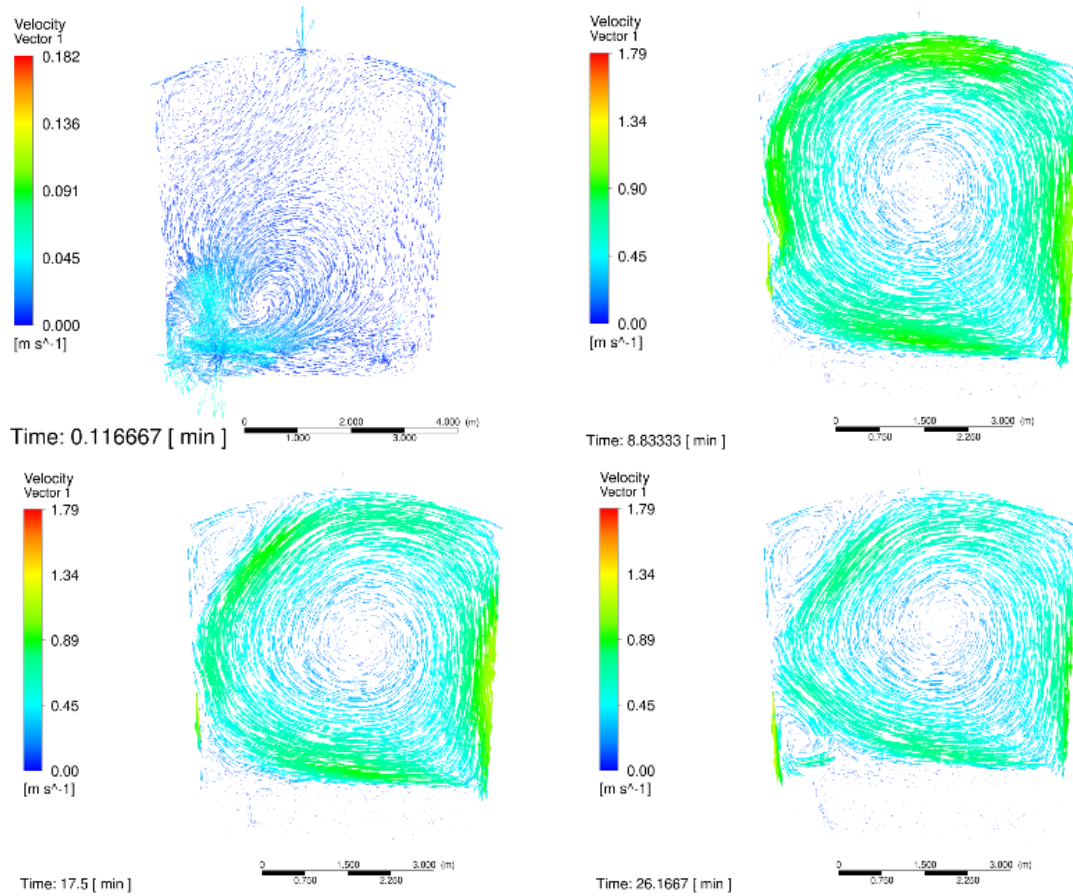 Velocity
Vector 1
0.182
0.136
0.091
0.045
0.000
[m s^-1]
0 2.000 4.000 (m)
1.000 3.000
Time: 0.116667 [ min ]
Velocity
Vector 1
1.79
1.34
0.90
0.45
0.00
[m s^-1]
0 1.500 3.000 (m)
0.750 2.250
Time: 8.83333 [ min ]
Velocity
Vector 1
1.79
1.34
0.89
0.45
0.00
[m s^-1]
0 1.500 3.000 (m)
0.750 2.250
Time: 17.5 [ min ]
Velocity
Vector 1
1.79
1.34
0.89
0.45
0.00
[m s^-1]
0 1.500 3.000 (m)
0.750 2.250
Time: 26.1667 [ min ]